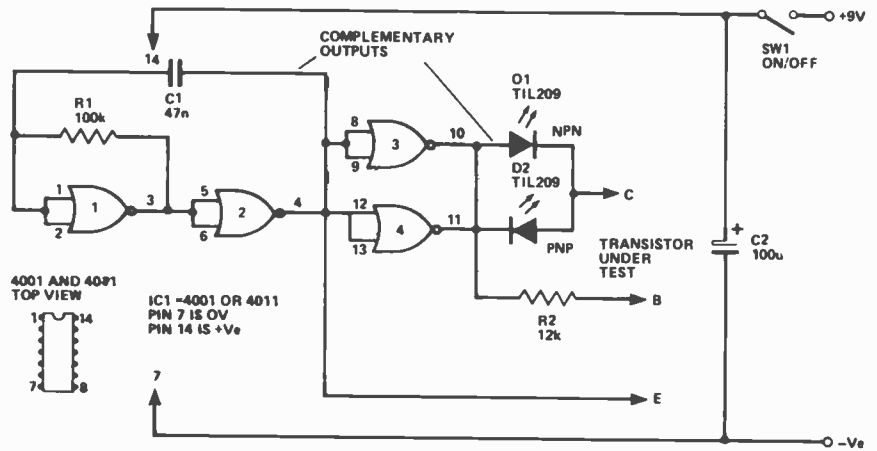 +9V
SW1
ON/OFF
COMPLEMENTARY
OUTPUTS
14
C1
47n
R1
100k
O1
TIL209
NPN
8
9
3
10
C
D2
TIL209
PNP
1
2
1
3
5
6
2
4
12
13
4
11
TRANSISTOR
UNDER
TEST
+
C2
100u
B
R2
12k
4001 AND 4011
TOP VIEW
1
14
7
8
IC1 =4001 OR 4011
PIN 7 IS OV
PIN 14 IS +Ve
7
E
-Ve